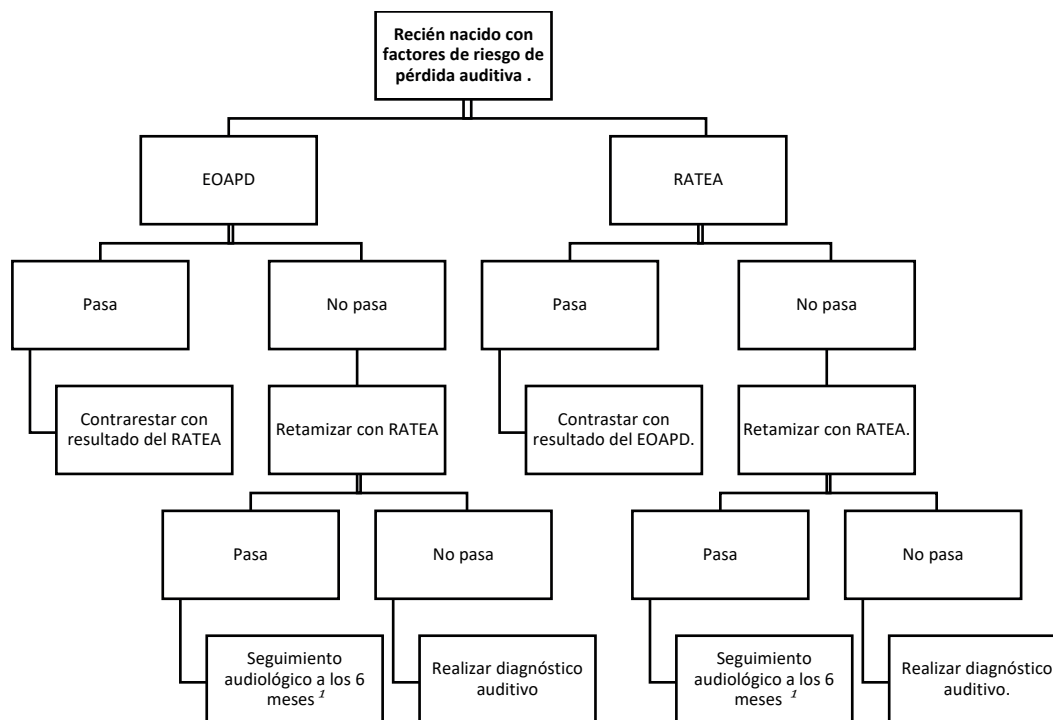 Recién nacido con
factores de riesgo de
pérdida auditiva .
EOAPD
RATEA
Pasa
No pasa
Pasa
No pasa
Contrarestar con
resultado del RATEA
Retamizar con RATEA
Contrastar con
resultado del EOAPD.
Retamizar con RATEA.
Pasa
No pasa
Pasa
No pasa
Seguimiento
audiológico a los 6
meses ¹
Realizar diagnóstico
auditivo
Seguimiento
audiológico a los 6
meses ¹
Realizar diagnóstico
auditivo.